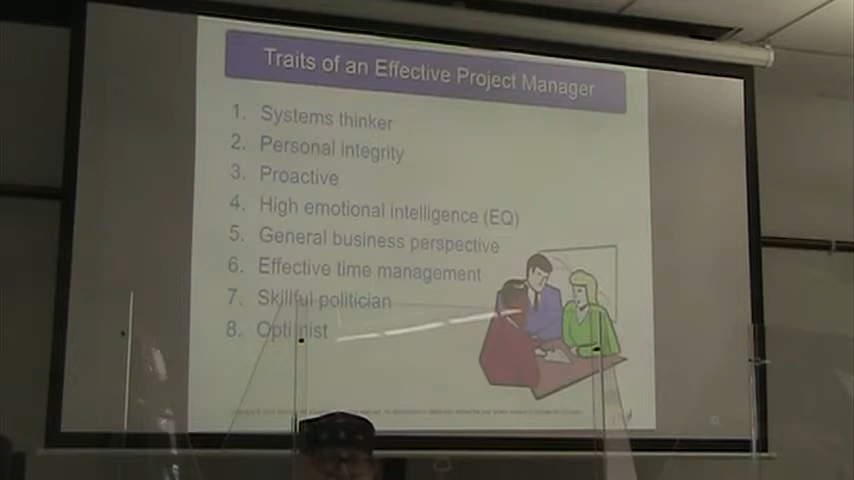 Traits of an Effective Project Manager
1. Systems thinker
2. Personal integrity
3. Proactive
4. High emotional intelligence (EQ)
5. General business perspective
6. Effective time management
7. Skillful politician
8. Optimist